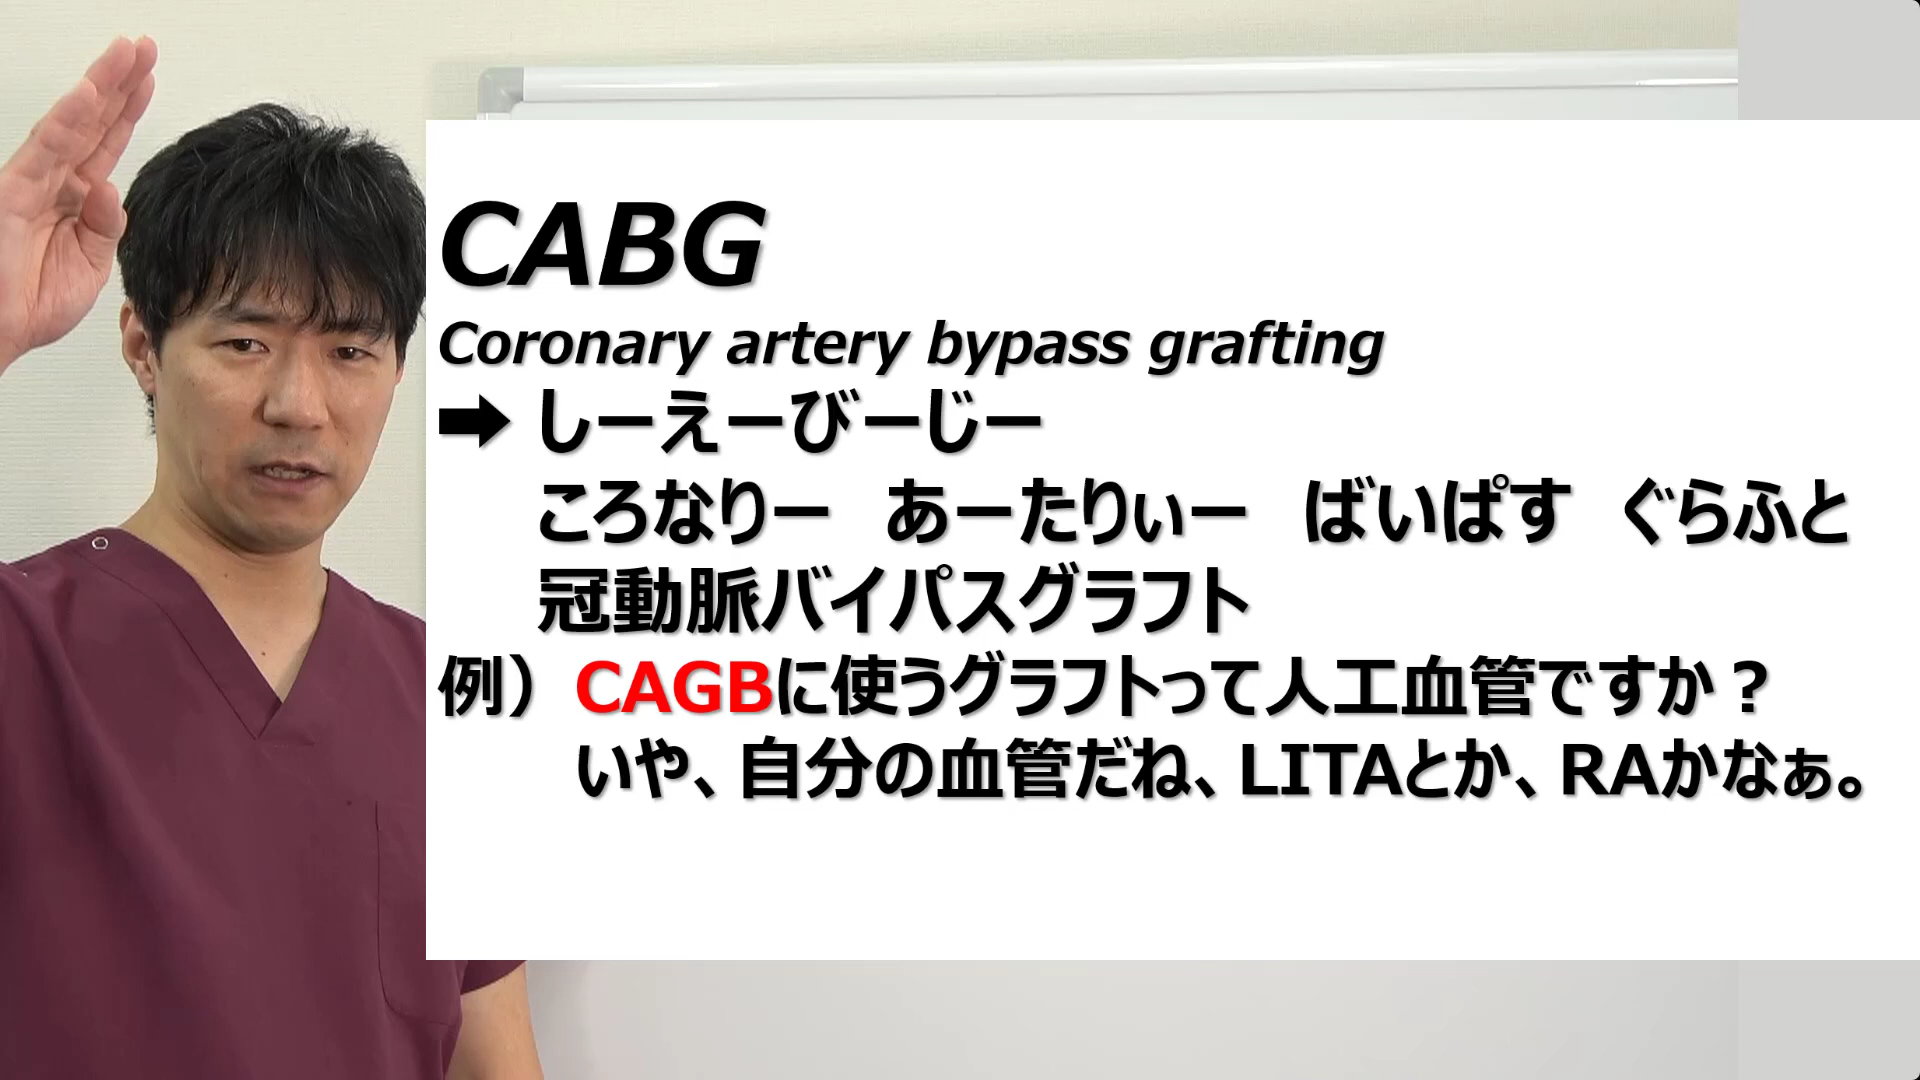 CABG
Coronary artery bypass grafting
➡ しーえーびーじー
ころなりー　あーたりぃー　ばいぱす　ぐらふと
冠動脈バイパスグラフト
例）CAGBに使うグラフトって人工血管ですか？
いや、自分の血管だね、LITAとか、RAかなぁ。